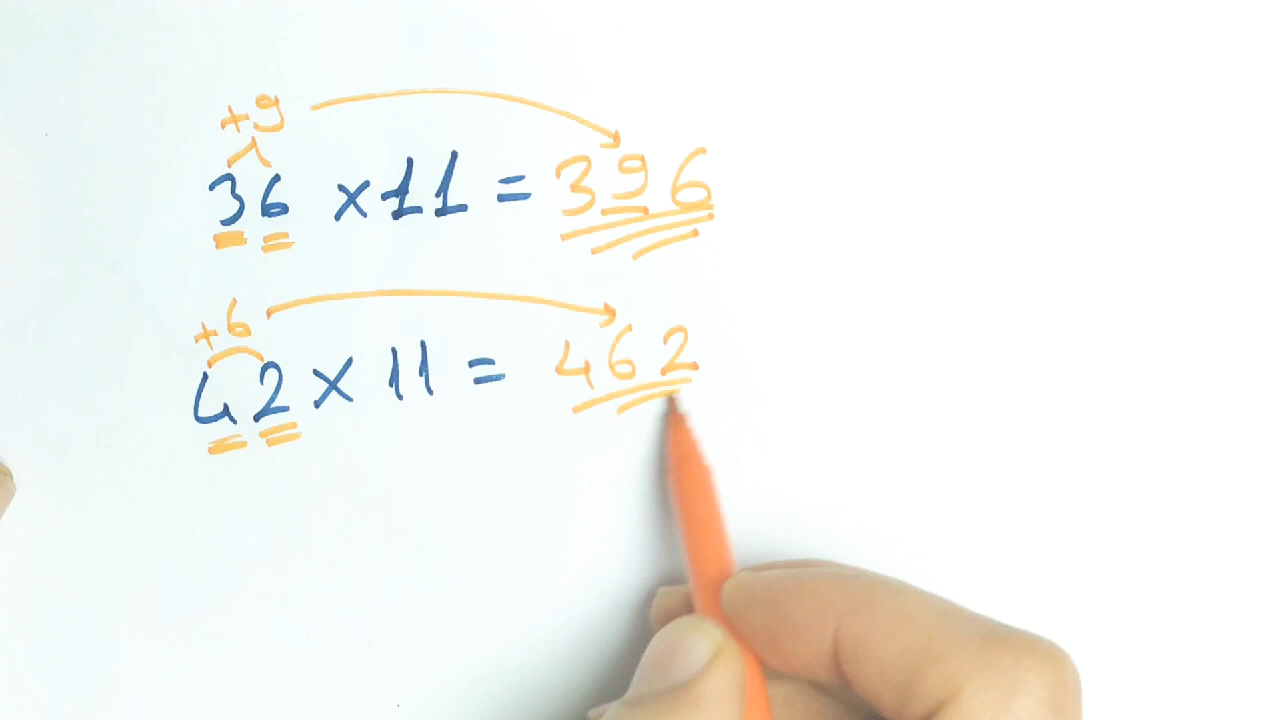 +9
36 ×11 = 396
+6
42 × 11 = 462